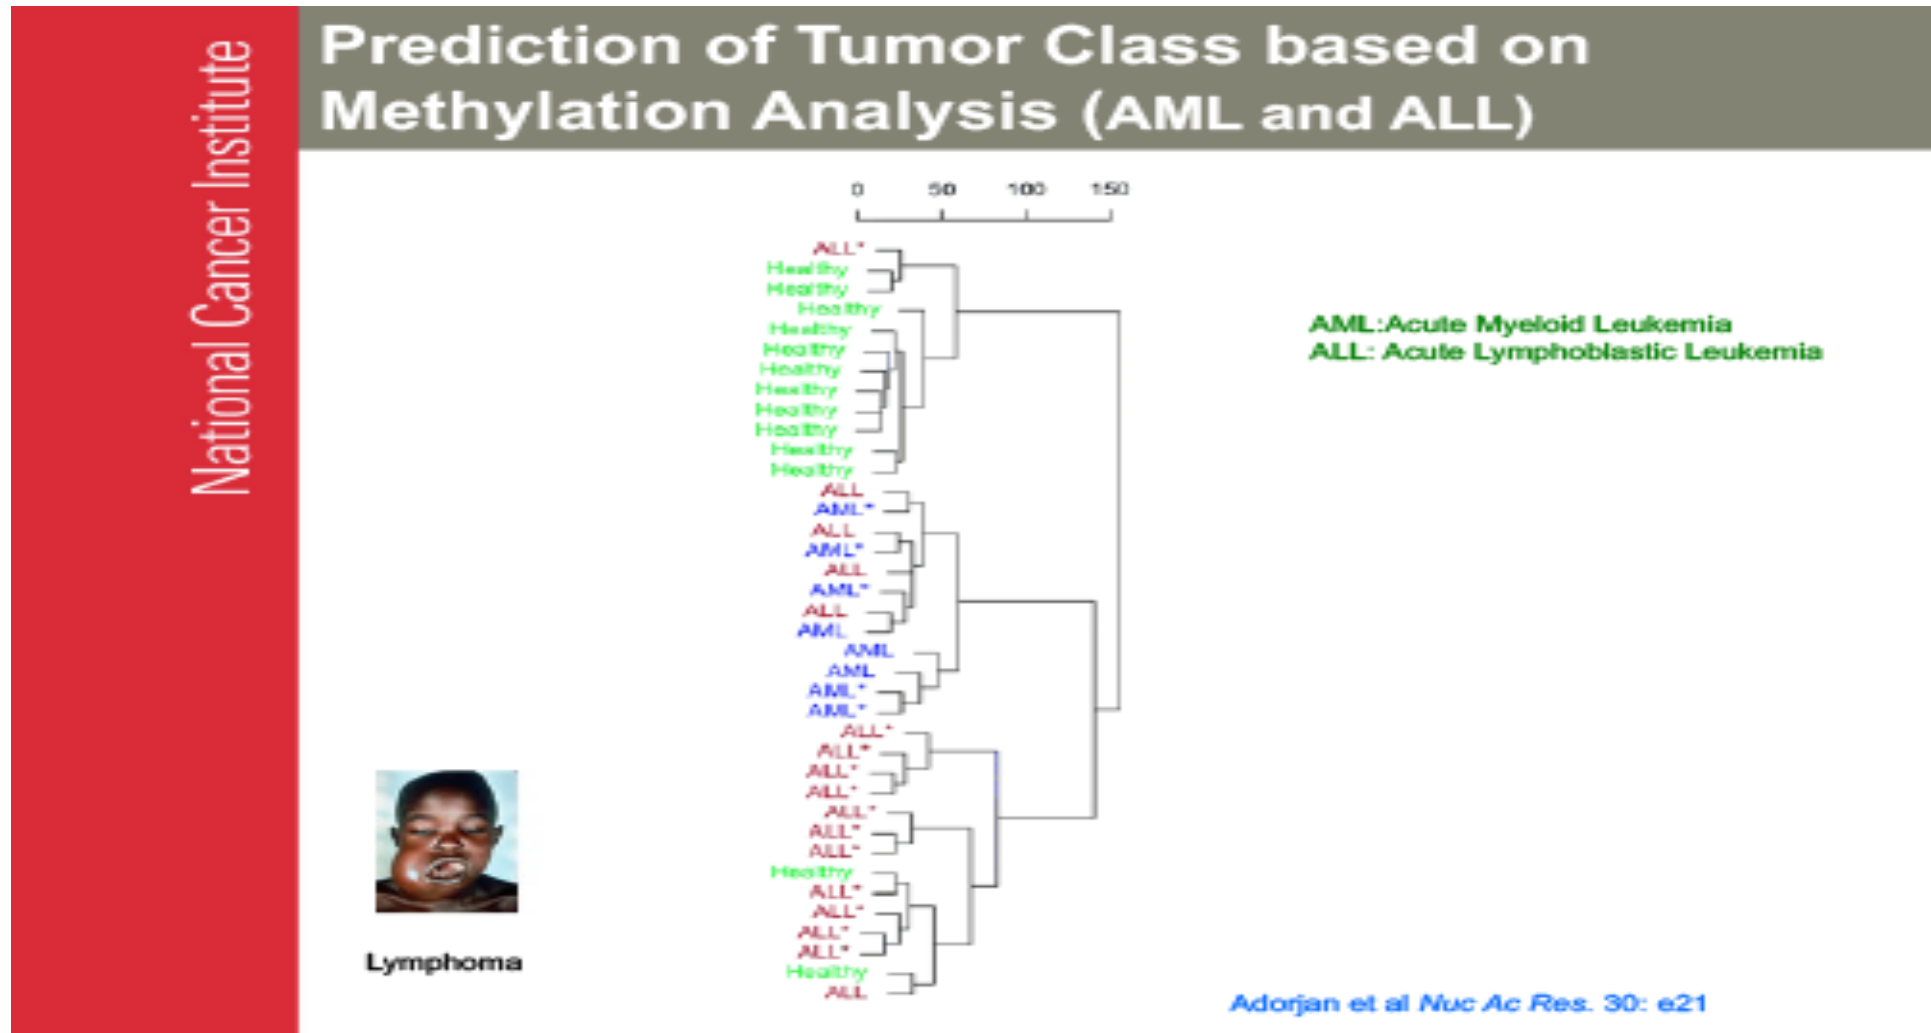 National Cancer Institute
Prediction of Tumor Class based on
Methylation Analysis (AML and ALL)
0 50 100 150
ALL*
Healthy
Healthy
Healthy
Healthy
Healthy
Healthy
Healthy
Healthy
Healthy
Healthy
Healthy
ALL
AML*
ALL
AML*
ALL
AML*
ALL
AML
AML
AML
AML*
AML*
ALL*
ALL*
ALL*
ALL*
ALL*
ALL*
ALL*
Healthy
ALL*
ALL*
ALL*
ALL*
Healthy
ALL
AML:Acute Myeloid Leukemia
ALL: Acute Lymphoblastic Leukemia
Lymphoma
Adorjan et al Nuc Ac Res. 30: e21